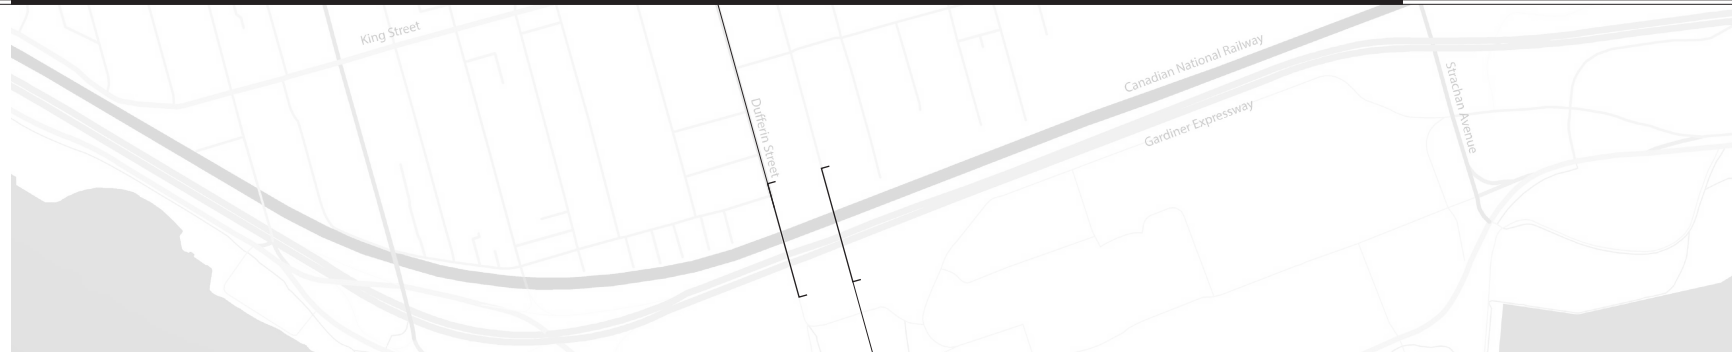 King Street
Canadian National Railway
Strachan Avenue
Dufferin Street
Gardiner Expressway